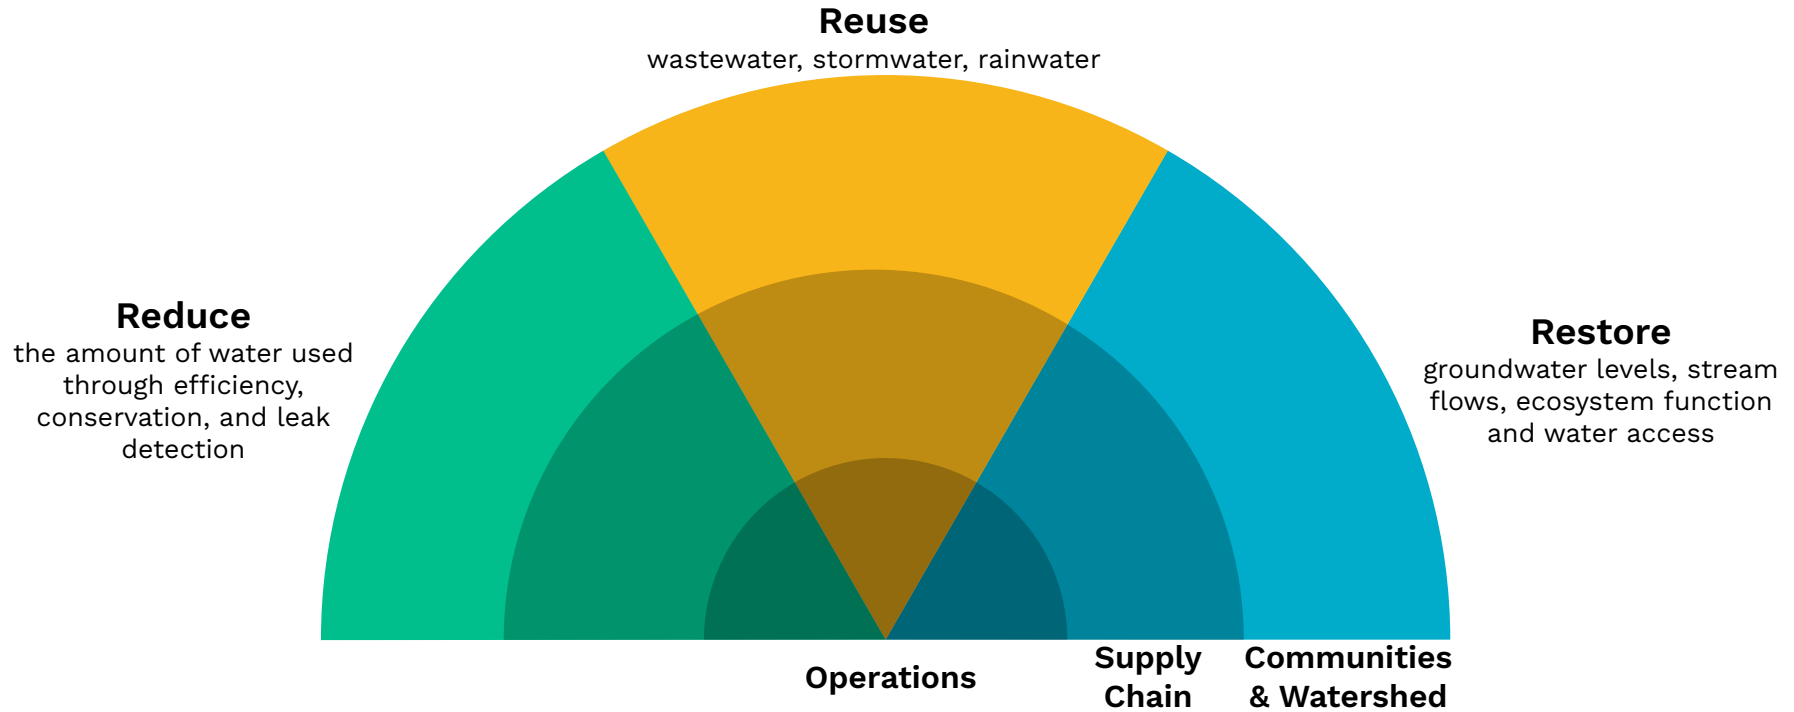 Reuse
wastewater, stormwater, rainwater
Reduce
the amount of water used
through efficiency,
conservation, and leak
detection
Restore
groundwater levels, stream
flows, ecosystem function
and water access
Operations
Supply
Chain
Communities
& Watershed